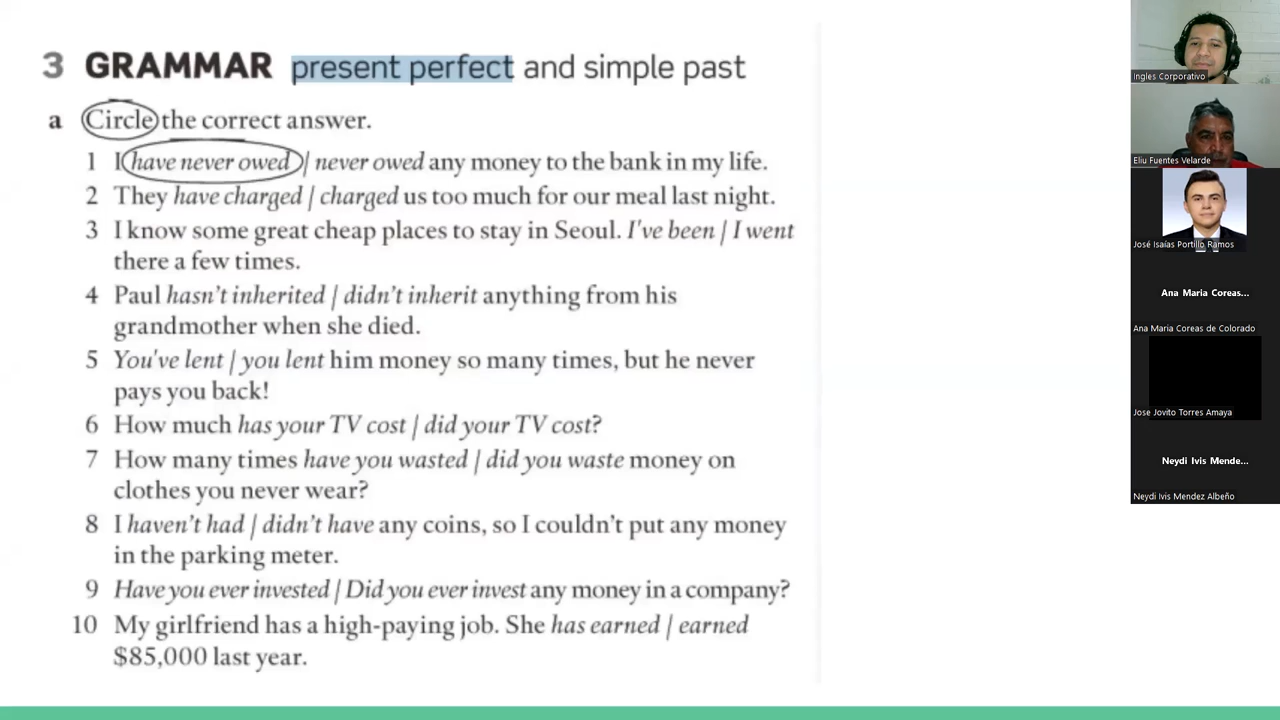 3 GRAMMAR present perfect and simple past
a Circle the correct answer.
1 I have never owed | never owed any money to the bank in my life.
2 They have charged | charged us too much for our meal last night.
3 I know some great cheap places to stay in Seoul. I've been | I went
there a few times.
4 Paul hasn't inherited | didn't inherit anything from his
grandmother when she died.
5 You've lent | you lent him money so many times, but he never
pays you back!
6 How much has your TV cost | did your TV cost?
7 How many times have you wasted | did you waste money on
clothes you never wear?
8 I haven't had | didn't have any coins, so I couldn't put any money
in the parking meter.
9 Have you ever invested | Did you ever invest any money in a company?
10 My girlfriend has a high-paying job. She has earned | earned
$85,000 last year.
Ingles Corporativo
Eliu Fuentes Velarde
José Isaías Portillo Ramos
Ana Maria Coreas...
Ana Maria Coreas de Colorado
Jose Jovito Torres Amaya
Neydi Ivis Mende...
Neydi Ivis Mendez Albeño